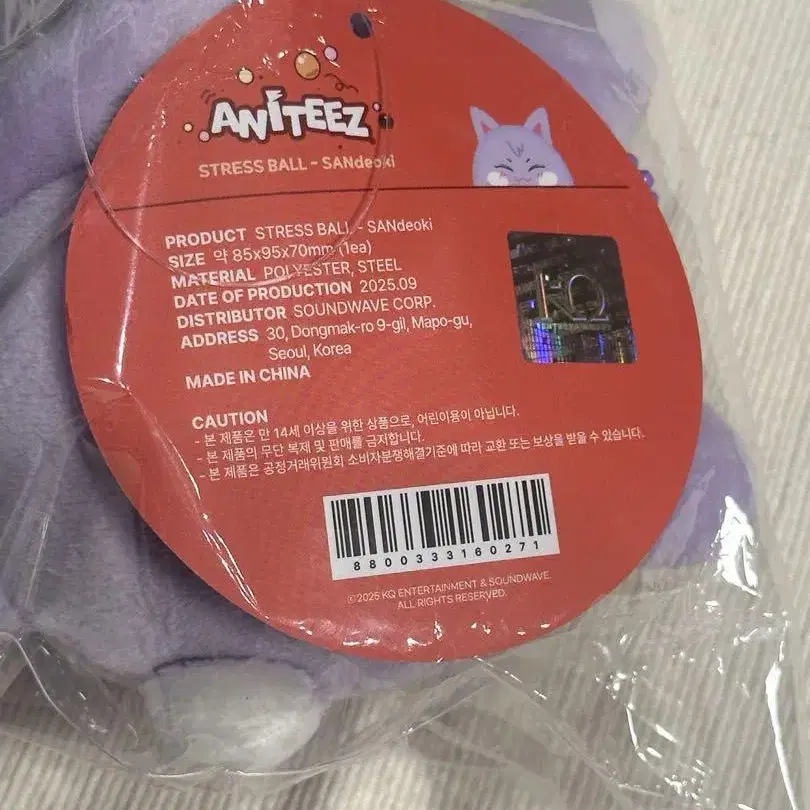 ANITEEZ
STRESS BALL - SANdeoki
PRODUCT STRESS BALL - SANdeoki
SIZE 약 85x95x70mm (1ea)
MATERIAL POLYESTER, STEEL
DATE OF PRODUCTION 2025.09
DISTRIBUTOR SOUNDWAVE CORP.
ADDRESS 30, Dongmak-ro 9-gil, Mapo-gu,
Seoul, Korea
MADE IN CHINA
KQ
ENTERTAINMENT
CAUTION
- 본 제품은 만 14세 이상을 위한 상품으로, 어린이용이 아닙니다.
- 본 제품의 무단 복제 및 판매를 금지합니다.
- 본 제품은 공정거래위원회 소비자분쟁해결기준에 따라 교환 또는 보상을 받을 수 있습니다.
8800333160271
©2025 KQ ENTERTAINMENT & SOUNDWAVE.
ALL RIGHTS RESERVED.